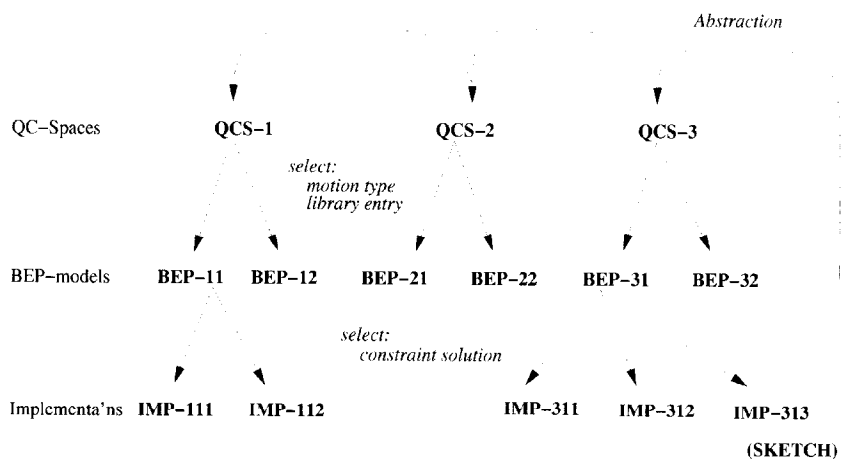 Abstraction
QC-Spaces QCS-1 QCS-2 QCS-3
select:
motion type
library entry
BEP-models BEP-11 BEP-12 BEP-21 BEP-22 BEP-31 BEP-32
select:
constraint solution
Implementa'ns IMP-111 IMP-112 IMP-311 IMP-312 IMP-313
(SKETCH)